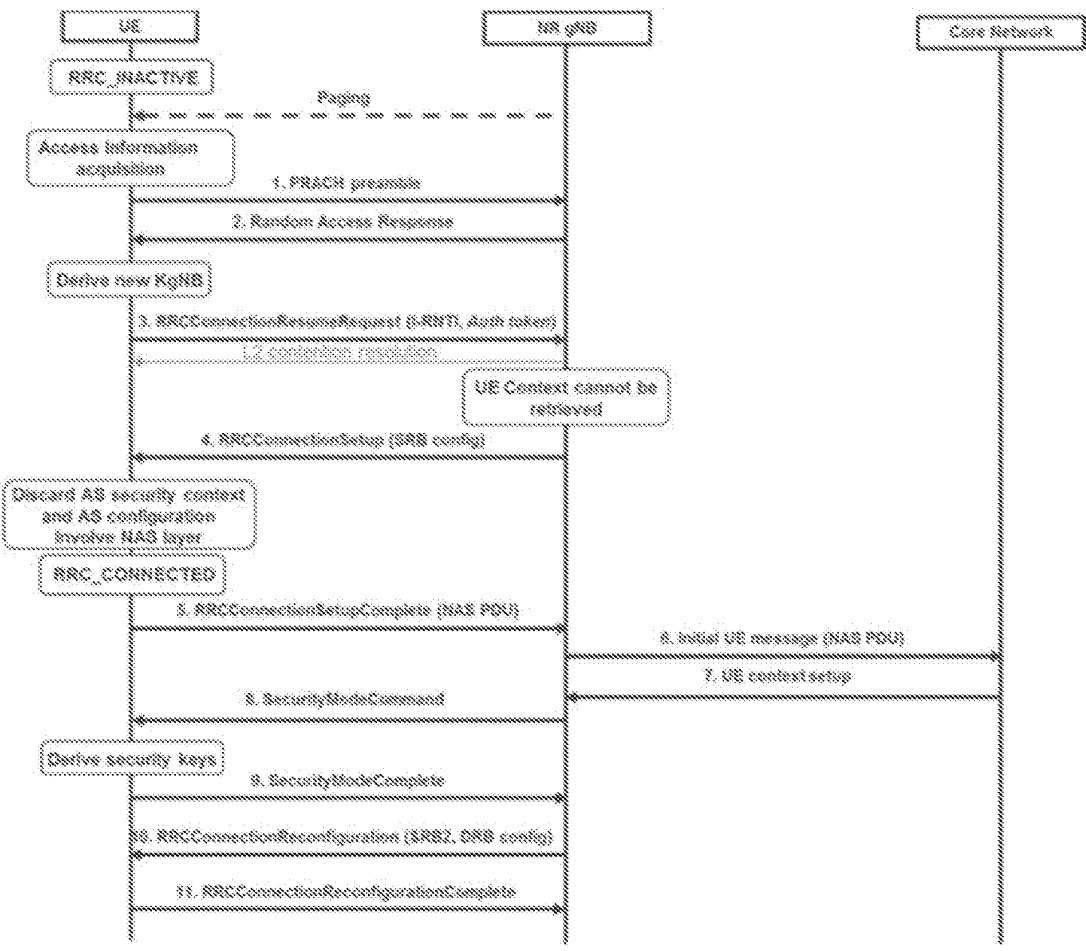 UE
NR gNB
Core Network
RRC_INACTIVE
Paging
Access information
acquisition
1. PRACH preamble
2. Random Access Response
Derive new KgNB
3. RRCConnectionResumeRequest (I-RNTI, Auth token)
L2 contention resolution
UE Context cannot be
retrieved
4. RRCConnectionSetup (SRB config)
Discard AS security context
and AS configuration
Involve NAS layer
RRC_CONNECTED
5. RRCConnectionSetupComplete (NAS PDU)
6. Initial UE message (NAS PDU)
7. UE context setup
8. SecurityModeCommand
Derive security keys
9. SecurityModeComplete
10. RRCConnectionReconfiguration (SRB2, DRB config)
11. RRCConnectionReconfigurationComplete